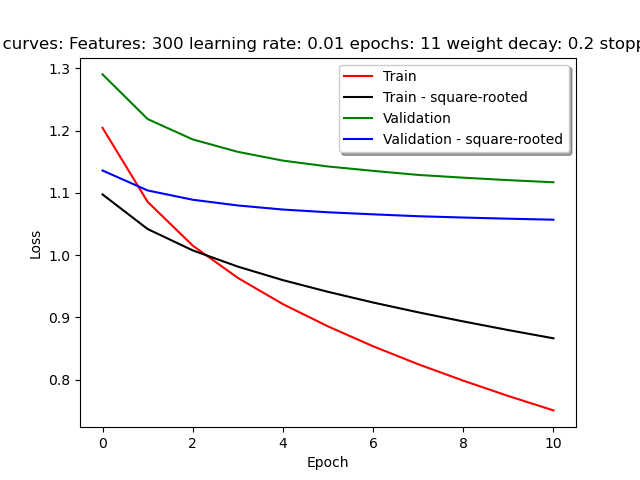 curves: Features: 300 learning rate: 0.01 epochs: 11 weight decay: 0.2
Train
Train - square-rooted
Validation
Validation - square-rooted
1.3
1.2
1.1
1.0
0.9
0.8
Loss
0 2 4 6 8 10
Epoch